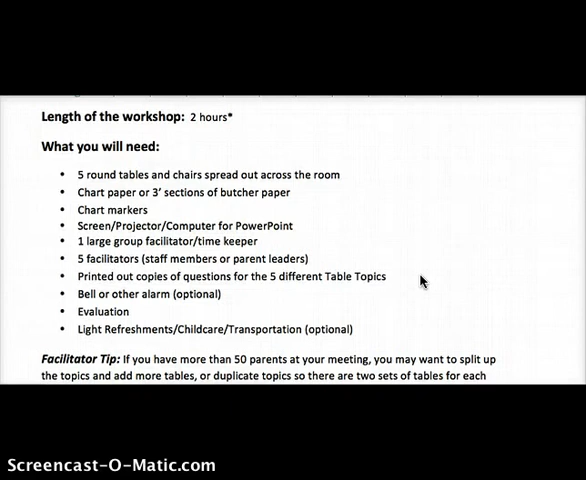 Length of the workshop: 2 hours*
What you will need:
• 5 round tables and chairs spread out across the room
• Chart paper or 3' sections of butcher paper
• Chart markers
• Screen/Projector/Computer for PowerPoint
• 1 large group facilitator/time keeper
• 5 facilitators (staff members or parent leaders)
• Printed out copies of questions for the 5 different Table Topics
• Bell or other alarm (optional)
• Evaluation
• Light Refreshments/Childcare/Transportation (optional)
Facilitator Tip: If you have more than 50 parents at your meeting, you may want to split up
the topics and add more tables, or duplicate topics so there are two sets of tables for each
Screencast-O-Matic.com